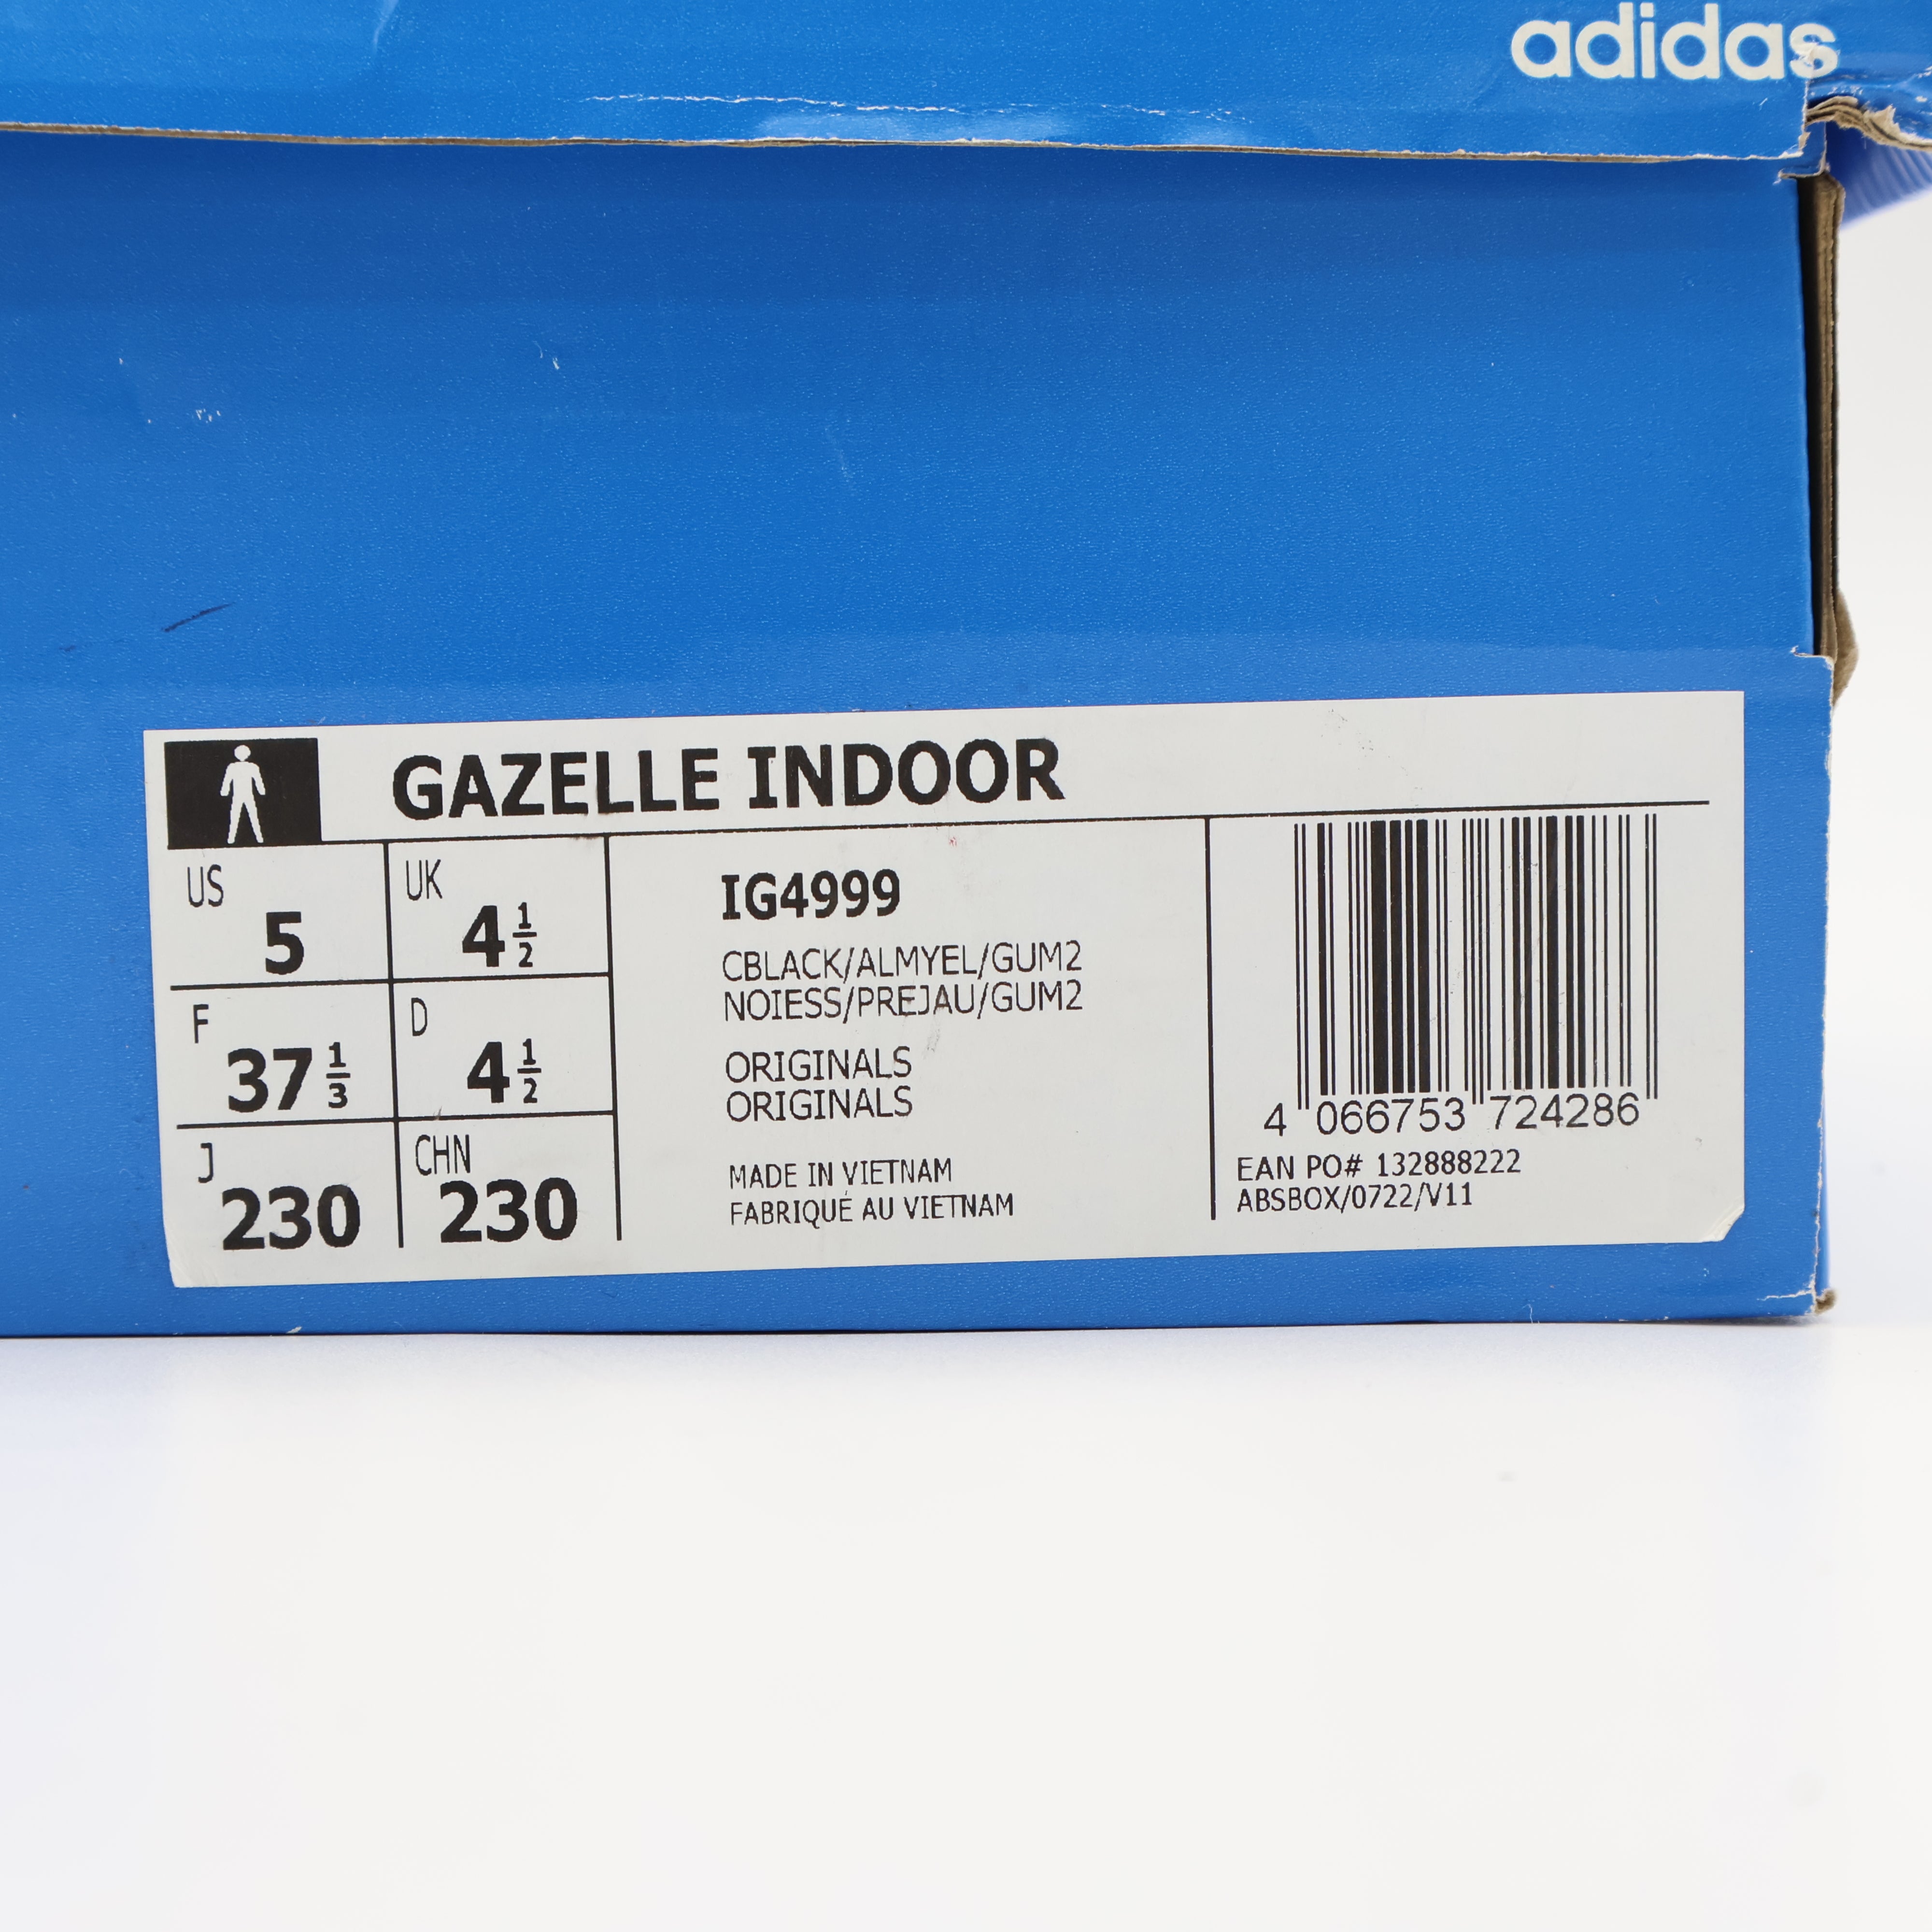 adidas
GAZELLE INDOOR
US
5
UK
4 1/2
F
37 1/3
D
4 1/2
J
230
CHN
230
IG4999
CBLACK/ALMYEL/GUM2
NOIESS/PREJAU/GUM2
ORIGINALS
ORIGINALS
MADE IN VIETNAM
FABRIQUÉ AU VIETNAM
4 066753 724286
EAN PO# 132888222
ABSBOX/0722/V11